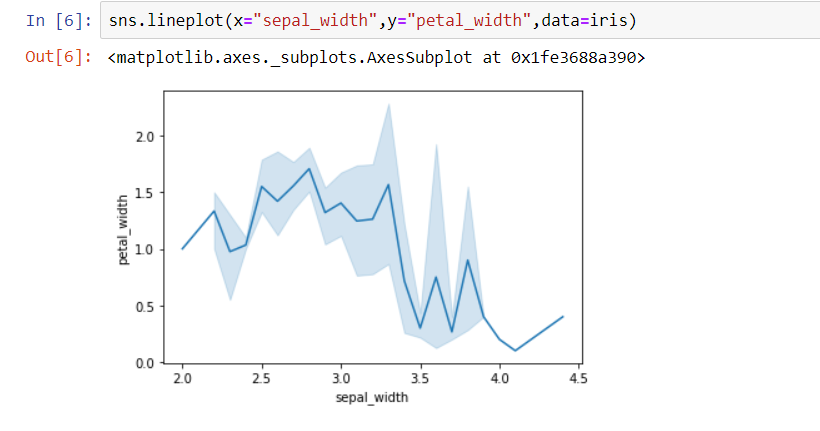 In [6]: sns.lineplot(x="sepal_width",y="petal_width",data=iris)
Out[6]: <matplotlib.axes._subplots.AxesSubplot at 0x1fe3688a390>
2.0
1.5
1.0
0.5
0.0
petal_width
2.0 2.5 3.0 3.5 4.0 4.5
sepal_width